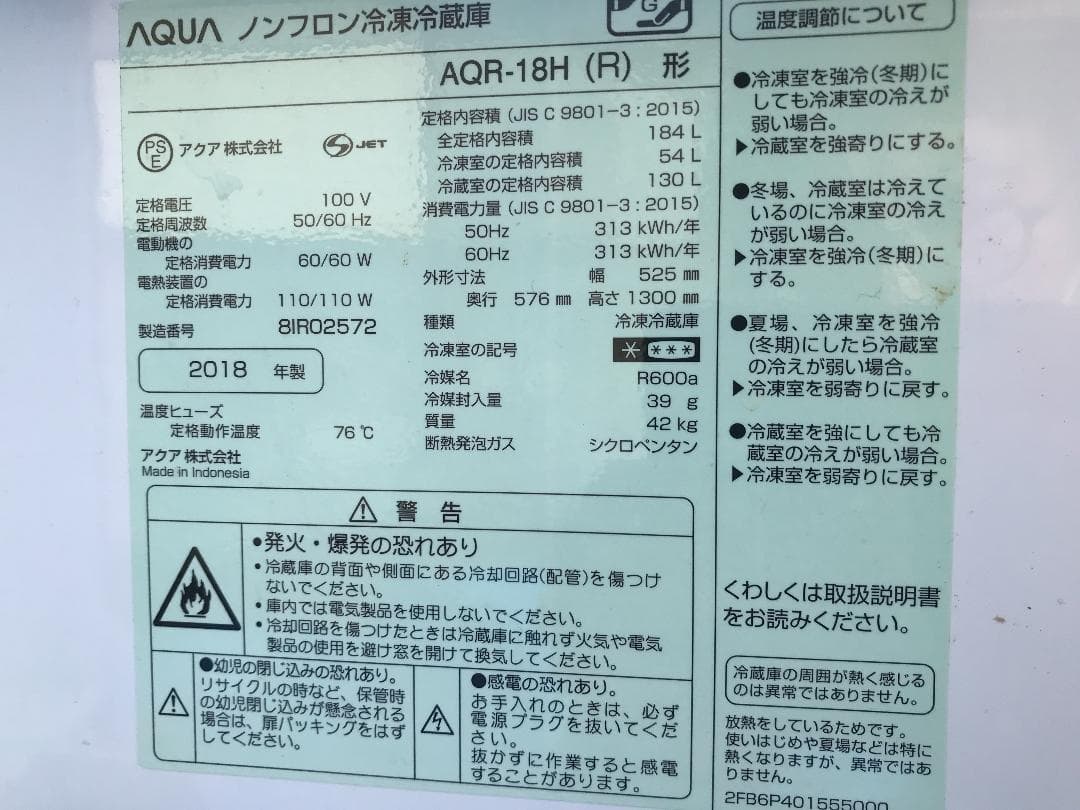 AQUA ノンフロン冷凍冷蔵庫
AQR-18H (R) 形
PS
E
アクア 株式会社
S-JET
定格電圧 100 V
定格周波数 50/60 Hz
電動機の
定格消費電力 60/60 W
電熱装置の
定格消費電力 110/110 W
製造番号 8IR02572
2018 年製
温度ヒューズ
定格動作温度 76 ℃
アクア 株式会社
Made in Indonesia
定格内容積 (JIS C 9801-3 : 2015)
全定格内容積 184 L
冷凍室の定格内容積 54 L
冷蔵室の定格内容積 130 L
消費電力量 (JIS C 9801-3 : 2015)
50Hz 313 kWh/年
60Hz 313 kWh/年
外形寸法 幅 525 mm
奥行 576 mm 高さ 1300 mm
種類 冷凍冷蔵庫
冷凍室の記号 * ***
冷媒名 R600a
冷媒封入量 39 g
質量 42 kg
断熱発泡ガス シクロペンタン
⚠ 警 告
●発火・爆発の恐れあり
・冷蔵庫の背面や側面にある冷却回路(配管)を傷つけ
ないでください。
・庫内では電気製品を使用しないでください。
・冷却回路を傷つけたときは冷蔵庫に触れず火気や電気
製品の使用を避け窓を開けて換気してください。
●幼児の閉じ込みの恐れあり。
リサイクルの時など、保管時
の幼児閉じ込みが懸念される
場合は、扉パッキングをはず
してください。
●感電の恐れあり。
お手入れのときは、必ず
電源プラグを抜いてくだ
さい。
抜かずに作業すると感電
することがあります。
温度調節について
●冷凍室を強冷(冬期)に
しても冷凍室の冷えが
弱い場合。
▶冷蔵室を強寄りにする。
●冬場、冷蔵室は冷えて
いるのに冷凍室の冷え
が弱い場合。
▶冷凍室を強冷(冬期)に
する。
●夏場、冷凍室を強冷
(冬期)にしたら冷蔵室
の冷えが弱い場合。
▶冷凍室を弱寄りに戻す。
●冷蔵室を強にしても冷
蔵室の冷えが弱い場合。
▶冷凍室を弱寄りに戻す。
くわしくは取扱説明書
をお読みください。
冷蔵庫の周囲が熱く感じる
のは異常ではありません。
放熱をしているためです。
使いはじめや夏場などは特に
熱くなりますが、異常ではあ
りません。
2FB6P401555000